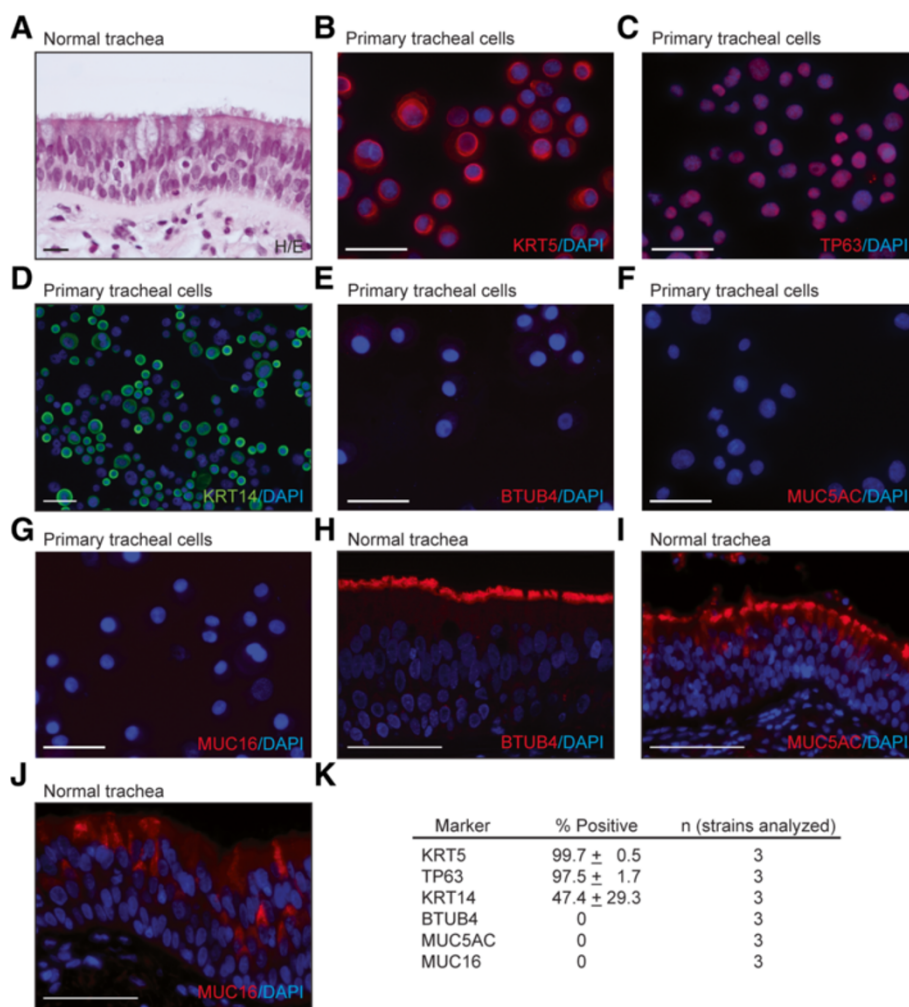 A Normal trachea
H/E
B Primary tracheal cells
KRT5/DAPI
C Primary tracheal cells
TP63/DAPI
D Primary tracheal cells
KRT14/DAPI
E Primary tracheal cells
BTUB4/DAPI
F Primary tracheal cells
MUC5AC/DAPI
G Primary tracheal cells
MUC16/DAPI
H Normal trachea
BTUB4/DAPI
I Normal trachea
MUC5AC/DAPI
J Normal trachea
MUC16/DAPI
K
Marker % Positive n (strains analyzed)
KRT5 99.7 ± 0.5 3
TP63 97.5 ± 1.7 3
KRT14 47.4 ± 29.3 3
BTUB4 0 3
MUC5AC 0 3
MUC16 0 3